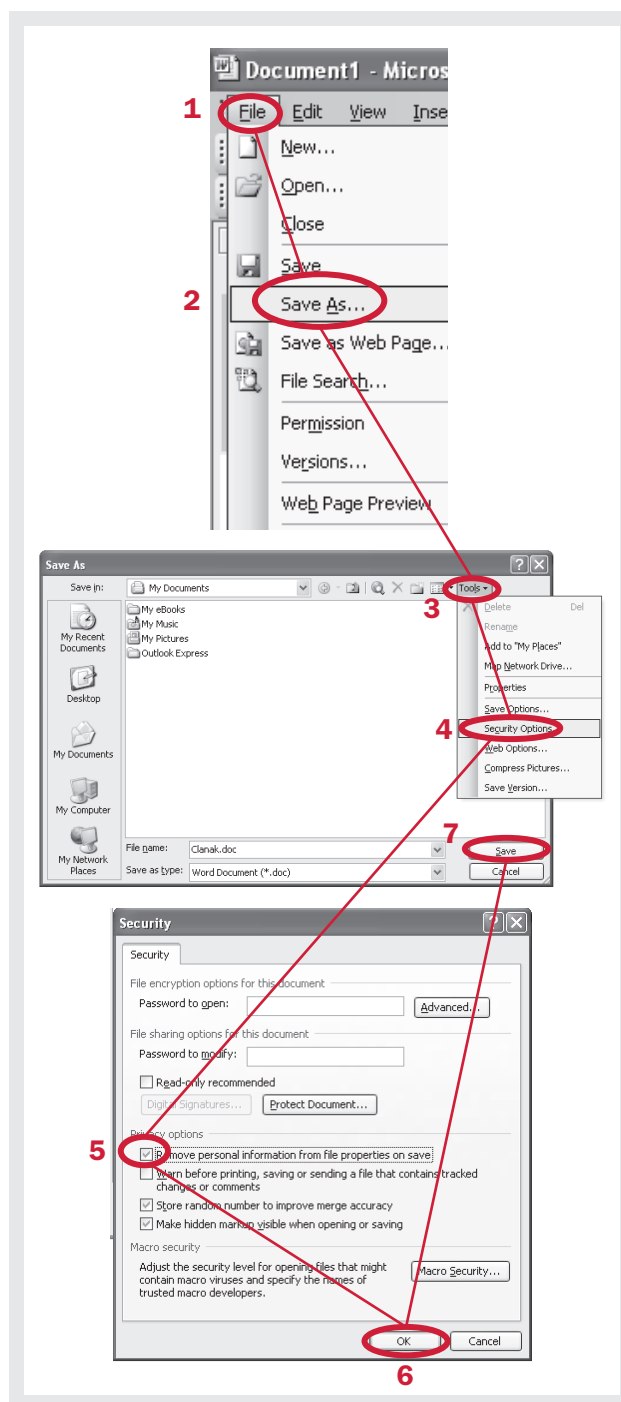 Document1 - Micros
1
File Edit View Inse
New...
Open...
Close
Save
2
Save As...
Save as Web Page...
File Search...
Permission
Versions...
Web Page Preview
Save As
Save in: My Documents Tools
3
My eBooks
My Music
My Pictures
Outlook Express
My Recent Documents
Desktop
My Documents
My Computer
My Network Places
Delete Del
Rename
Add to "My Places"
Map Network Drive...
Properties
Save Options...
4
Security Options...
Web Options...
Compress Pictures...
Save Version...
7
File name: Clanak.doc Save
Save as type: Word Document (*.doc) Cancel
Security
Security
File encryption options for this document
Password to open: Advanced...
File sharing options for this document
Password to modify:
Read-only recommended
Digital Signatures... Protect Document...
Privacy options
5
Remove personal information from file properties on save
Warn before printing, saving or sending a file that contains tracked
changes or comments
Store random number to improve merge accuracy
Make hidden markup visible when opening or saving
Macro security
Adjust the security level for opening files that might
contain macro viruses and specify the names of
trusted macro developers.
Macro Security...
OK Cancel
6